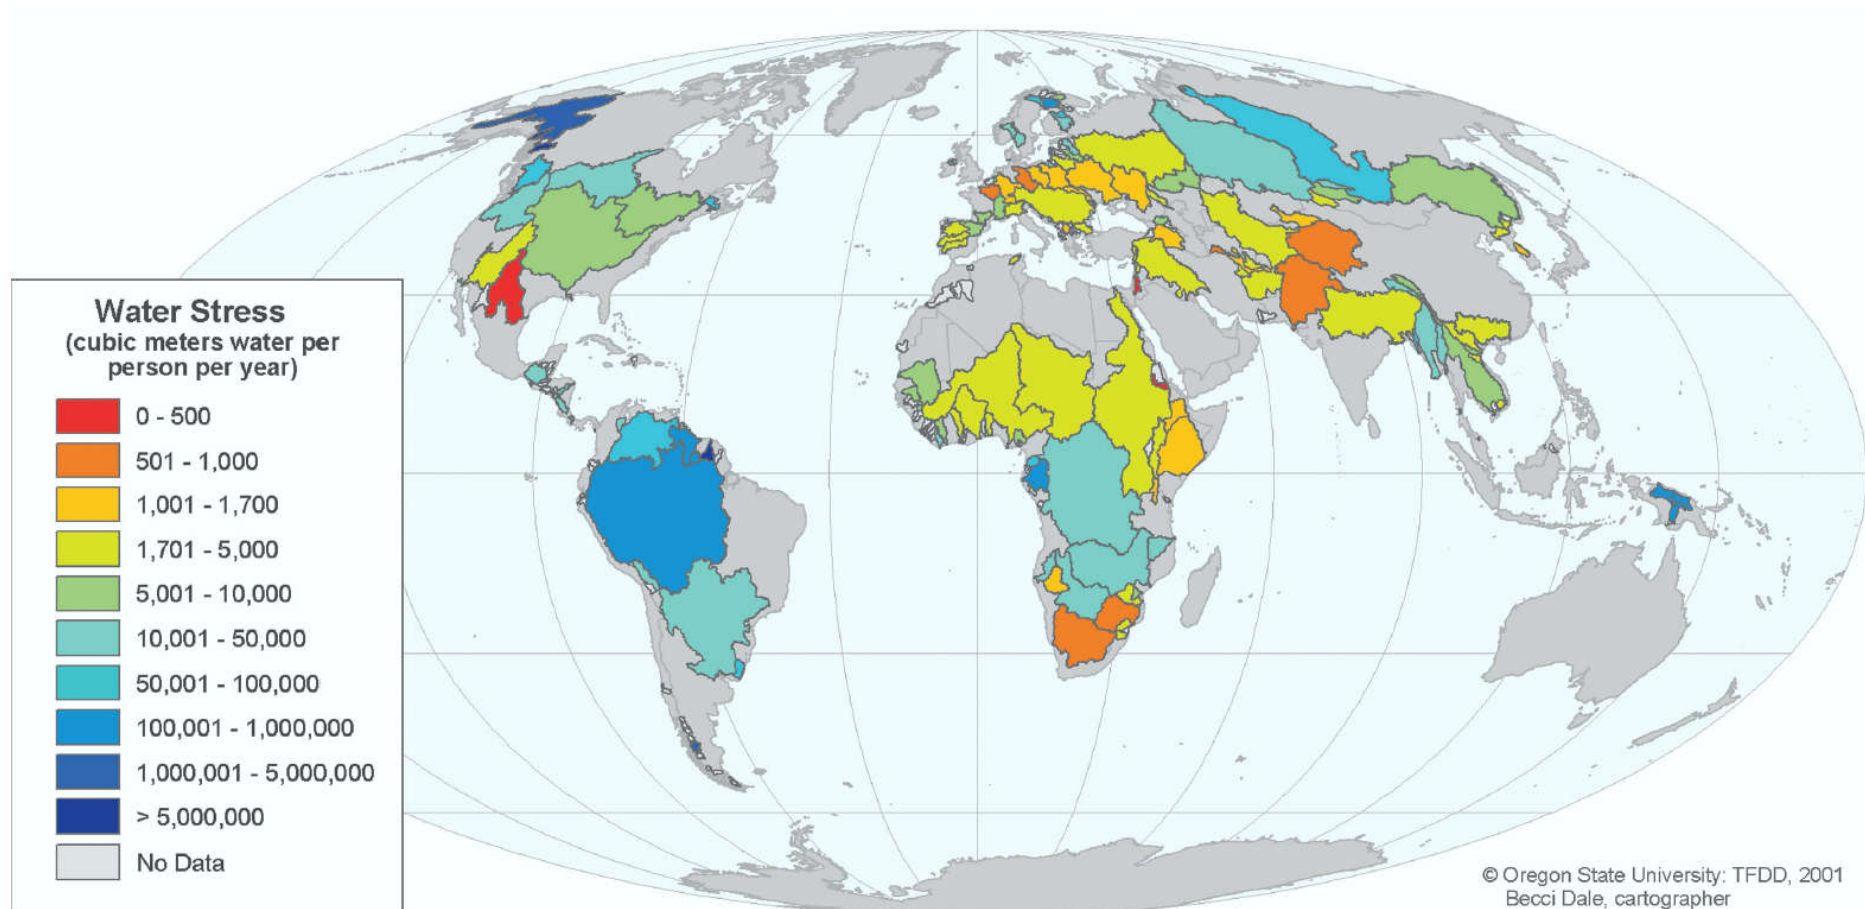 Water Stress
(cubic meters water per
person per year)
0 - 500
501 - 1,000
1,001 - 1,700
1,701 - 5,000
5,001 - 10,000
10,001 - 50,000
50,001 - 100,000
100,001 - 1,000,000
1,000,001 - 5,000,000
> 5,000,000
No Data
© Oregon State University: TFDD, 2001
Becci Dale, cartographer